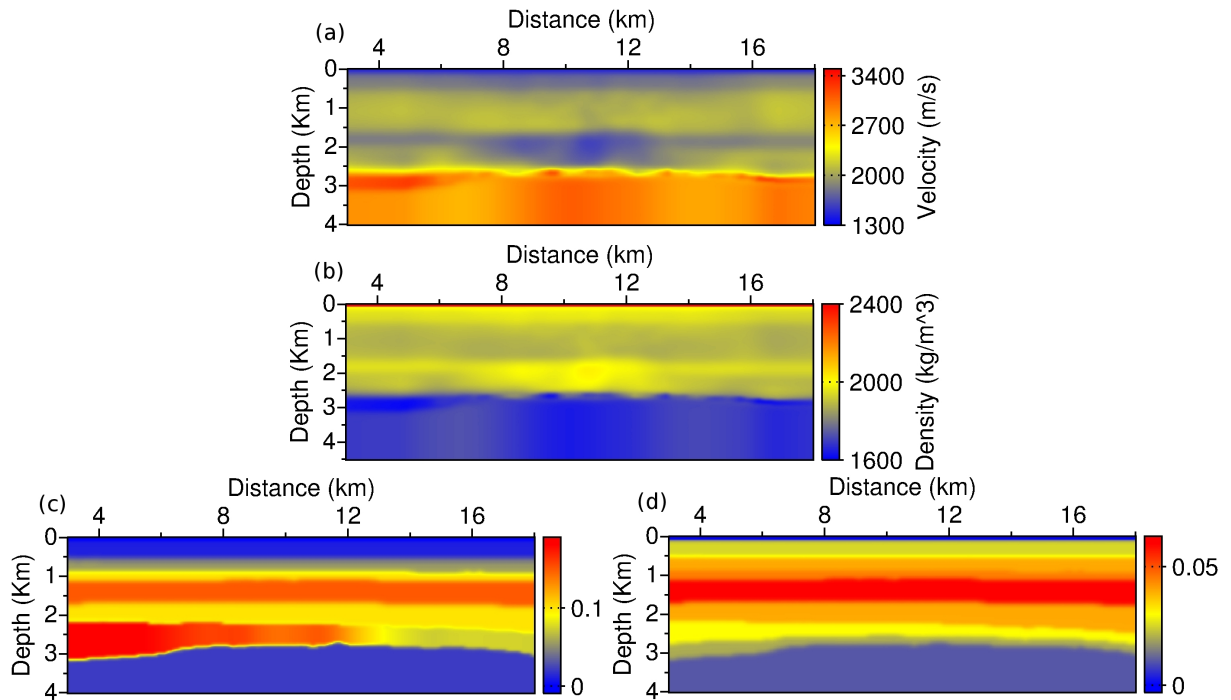 (a)
Distance (km)
4 8 12 16
Depth (Km)
0
1
2
3
4
3400
2700
2000
1300
Velocity (m/s)
(b)
Distance (km)
4 8 12 16
Depth (Km)
0
1
2
3
4
2400
2000
1600
Density (kg/m^3)
(c)
Distance (km)
4 8 12 16
Depth (Km)
0
1
2
3
4
0.1
0
(d)
Distance (km)
4 8 12 16
Depth (Km)
0
1
2
3
4
0.05
0